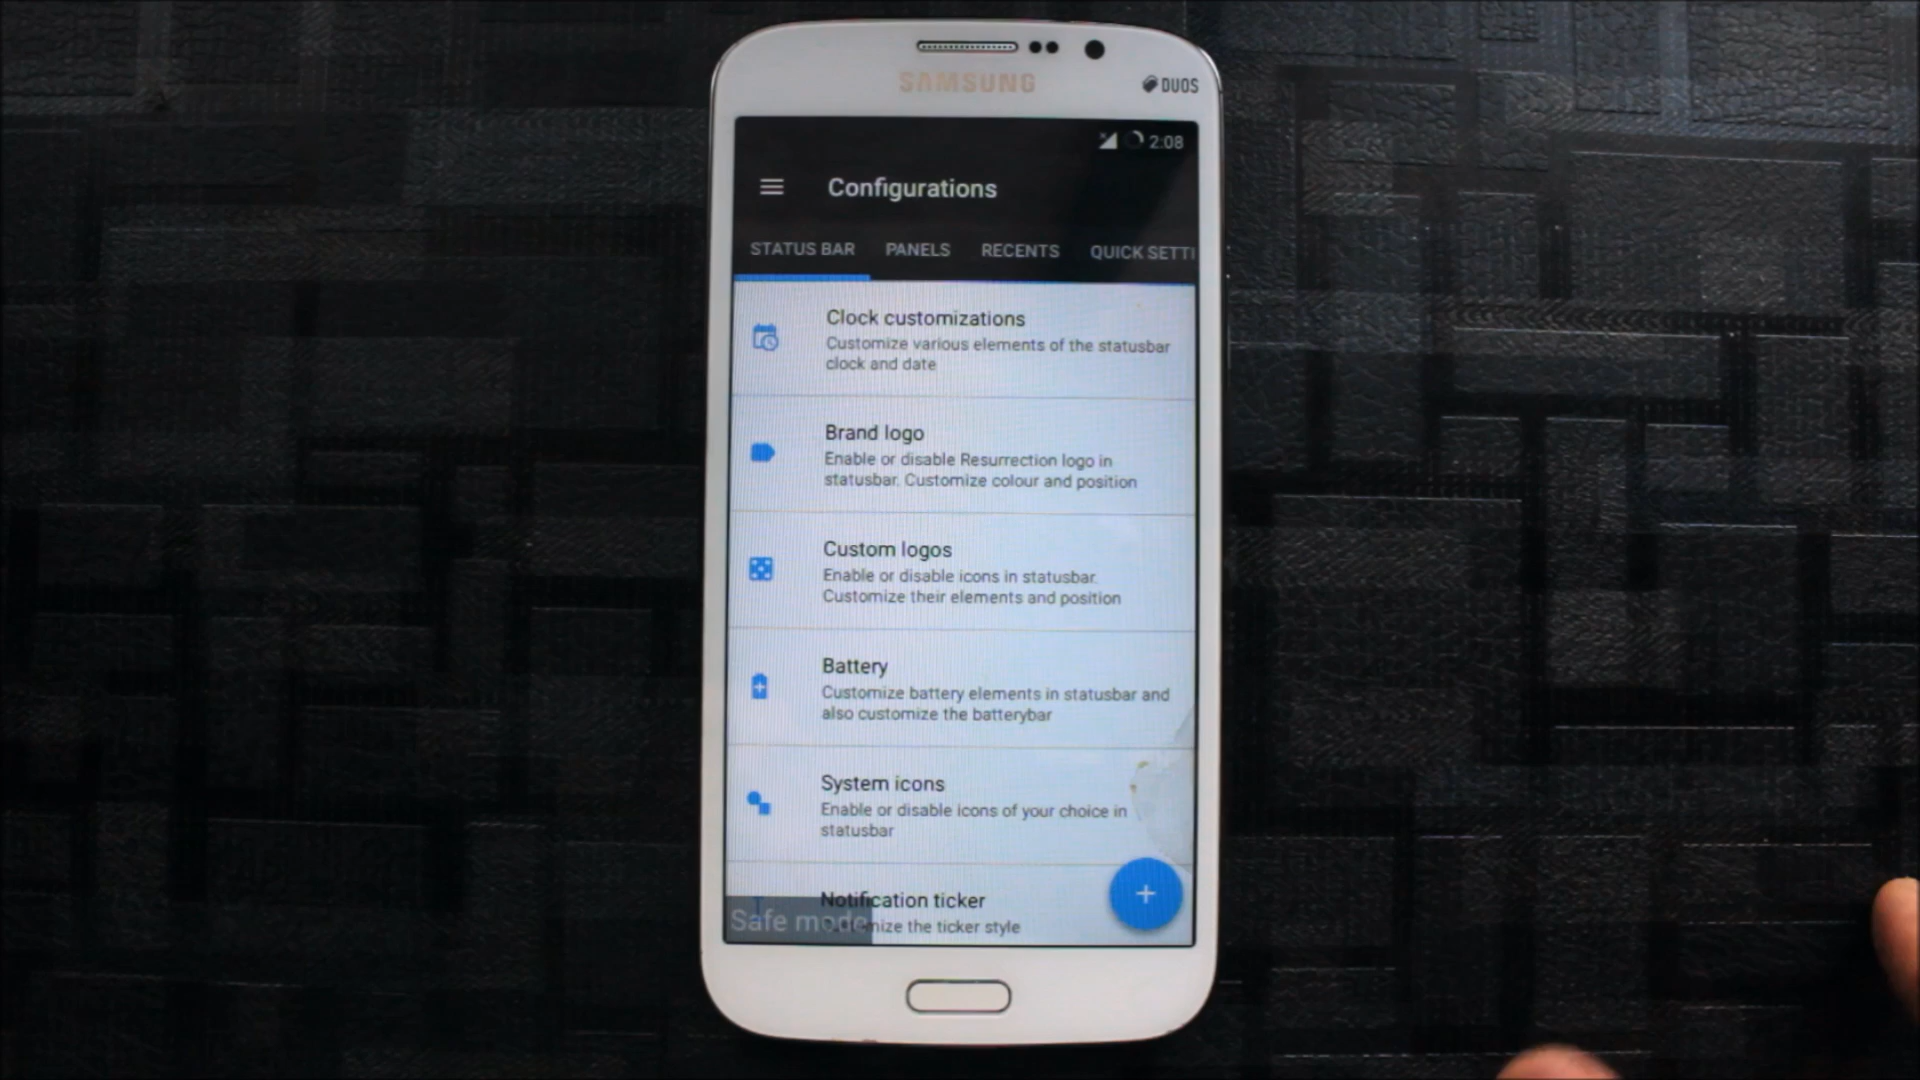 SAMSUNG
DUOS
2:08
Configurations
STATUS BAR PANELS RECENTS QUICK SETTI
Clock customizations
Customize various elements of the statusbar
clock and date
Brand logo
Enable or disable Resurrection logo in
statusbar. Customize colour and position
Custom logos
Enable or disable icons in statusbar.
Customize their elements and position
Battery
Customize battery elements in statusbar and
also customize the batterybar
System icons
Enable or disable icons of your choice in
statusbar
Notification ticker
Safe mode
the ticker style